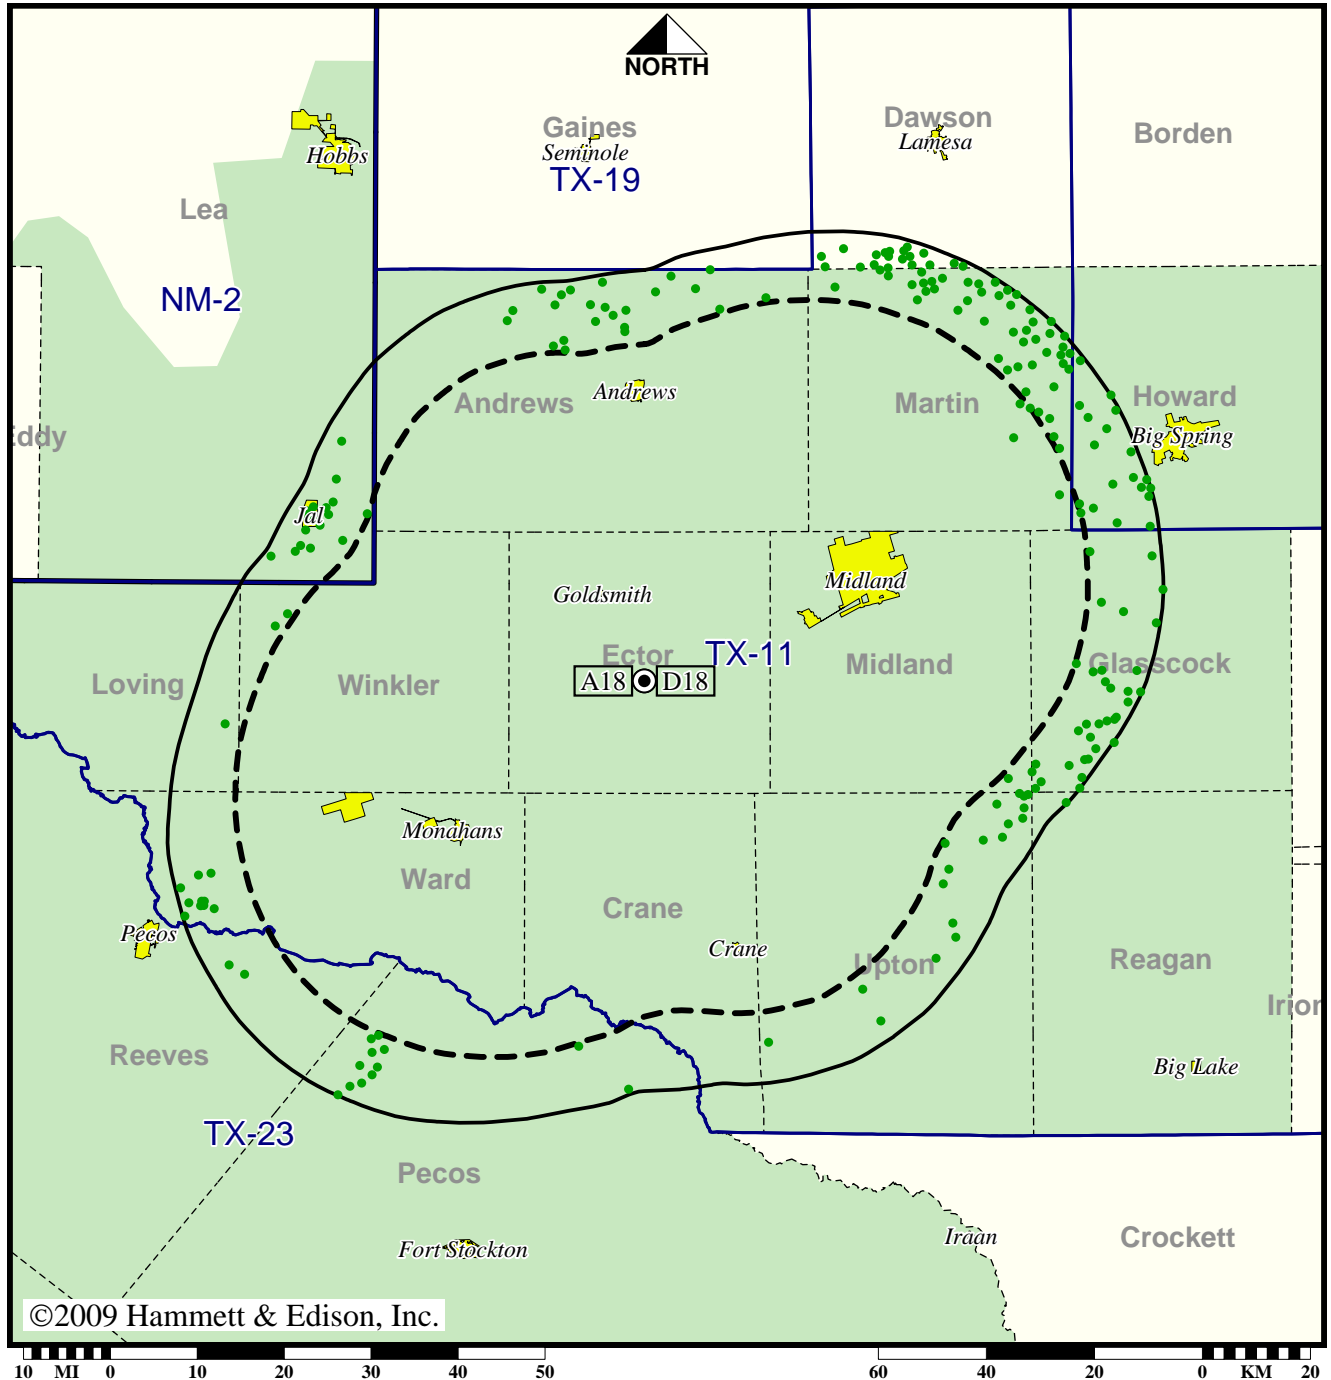 NORTH
Gaines
Seminole
TX-19
Dawson
Lamesa
Borden
Hobbs
Lea
NM-2
Andrews
Andrews
Martin
Howard
Big Spring
Eddy
Jal
Goldsmith
Midland
Ector
TX-11
Midland
Glasscock
A18
D18
Loving
Winkler
Monahans
Ward
Crane
Crane
Pecos
Upton
Reagan
Irion
Reeves
Big Lake
TX-23
Pecos
Fort Stockton
Iraan
Crockett
©2009 Hammett & Edison, Inc.
10 MI 0 10 20 30 40 50
60 40 20 0 KM 20